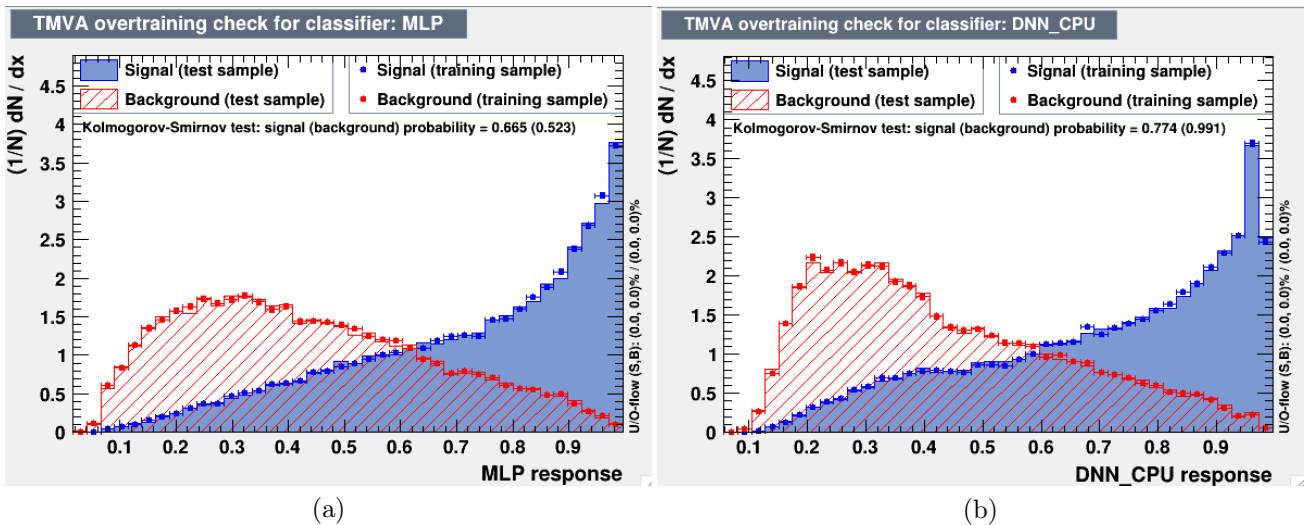 TMVA overtraining check for classifier: MLP
(1/N) dN / dx
4.5
4
3.5
3
2.5
2
1.5
1
0.5
0
Signal (test sample)
Signal (training sample)
Background (test sample)
Background (training sample)
Kolmogorov-Smirnov test: signal (background) probability = 0.665 (0.523)
0.1 0.2 0.3 0.4 0.5 0.6 0.7 0.8 0.9
MLP response
U/O-flow (S,B): (0.0, 0.0)% / (0.0, 0.0)%
(a)
TMVA overtraining check for classifier: DNN_CPU
(1/N) dN / dx
4.5
4
3.5
3
2.5
2
1.5
1
0.5
0
Signal (test sample)
Signal (training sample)
Background (test sample)
Background (training sample)
Kolmogorov-Smirnov test: signal (background) probability = 0.774 (0.991)
0.1 0.2 0.3 0.4 0.5 0.6 0.7 0.8 0.9
DNN_CPU response
U/O-flow (S,B): (0.0, 0.0)% / (0.0, 0.0)%
(b)